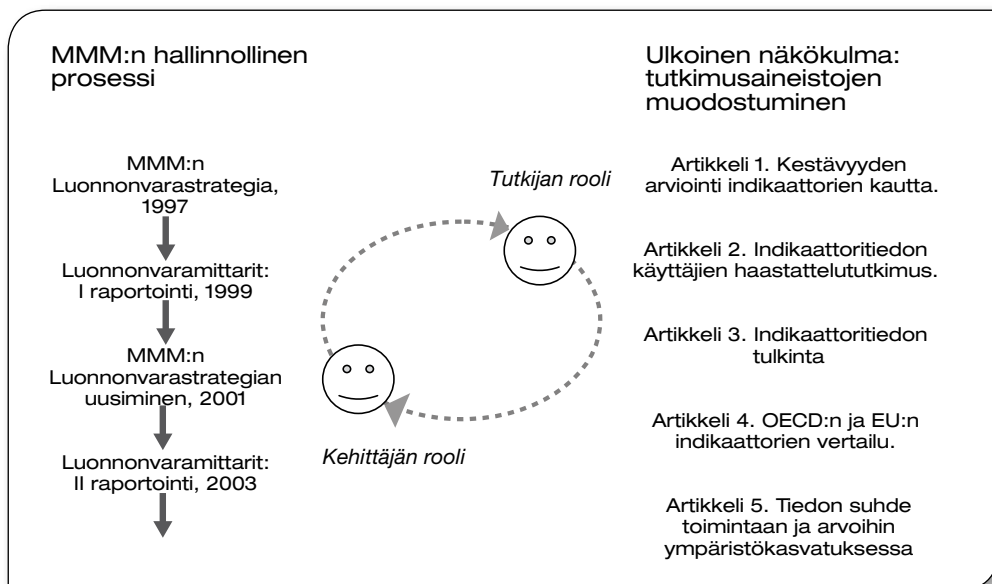 MMM:n hallinnollinen
prosessi
MMM:n
Luonnonvarastrategia,
1997
Luonnonvaramittarit:
I raportointi, 1999
MMM:n
Luonnonvarastrategian
uusiminen, 2001
Luonnonvaramittarit:
II raportointi, 2003
Tutkijan rooli
Kehittäjän rooli
Ulkoinen näkökulma:
tutkimusaineistojen
muodostuminen
Artikkeli 1. Kestävyyden
arviointi indikaattorien kautta.
Artikkeli 2. Indikaattoritiedon
käyttäjien haastattelututkimus.
Artikkeli 3. Indikaattoritiedon
tulkinta
Artikkeli 4. OECD:n ja EU:n
indikaattorien vertailu.
Artikkeli 5. Tiedon suhde
toimintaan ja arvoihin
ympäristökasvatuksessa